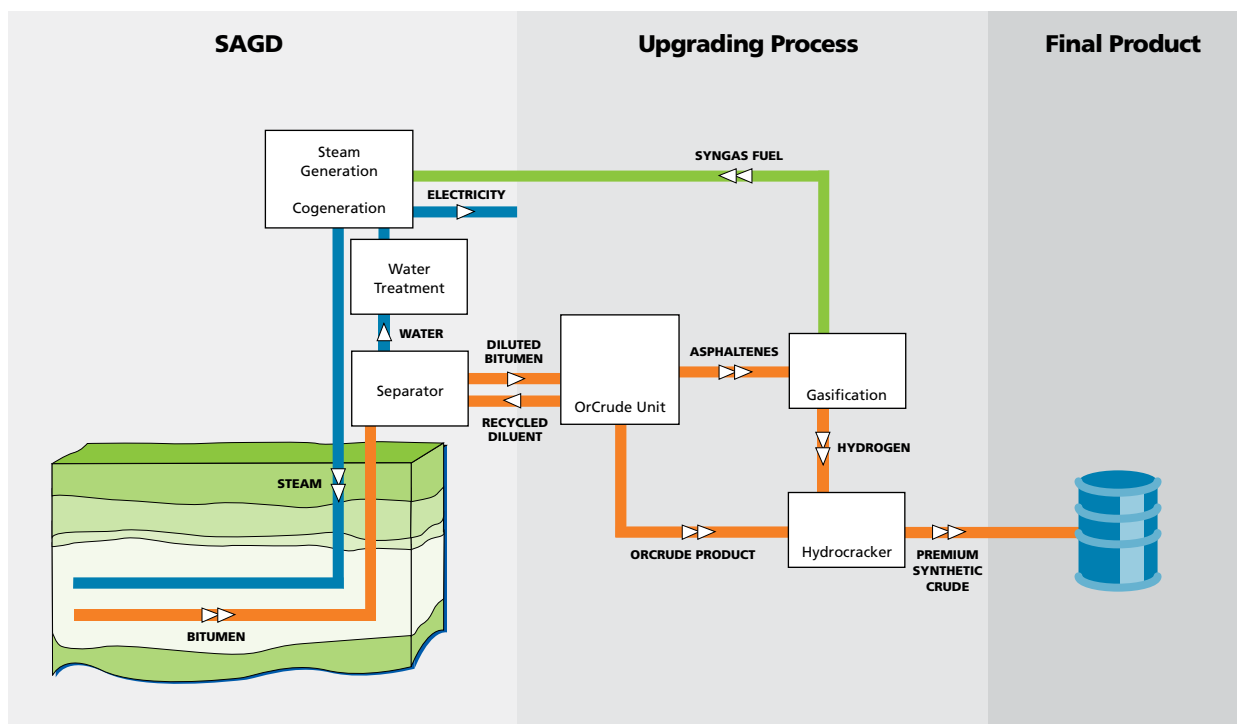 SAGD
Upgrading Process
Final Product
Steam
Generation
Cogeneration
SYNGAS FUEL
ELECTRICITY
Water
Treatment
WATER
DILUTED
BITUMEN
ASPHALTENES
Separator
OrCrude Unit
Gasification
RECYCLED
DILUENT
HYDROGEN
STEAM
ORCRUDE PRODUCT
Hydrocracker
PREMIUM
SYNTHETIC
CRUDE
BITUMEN